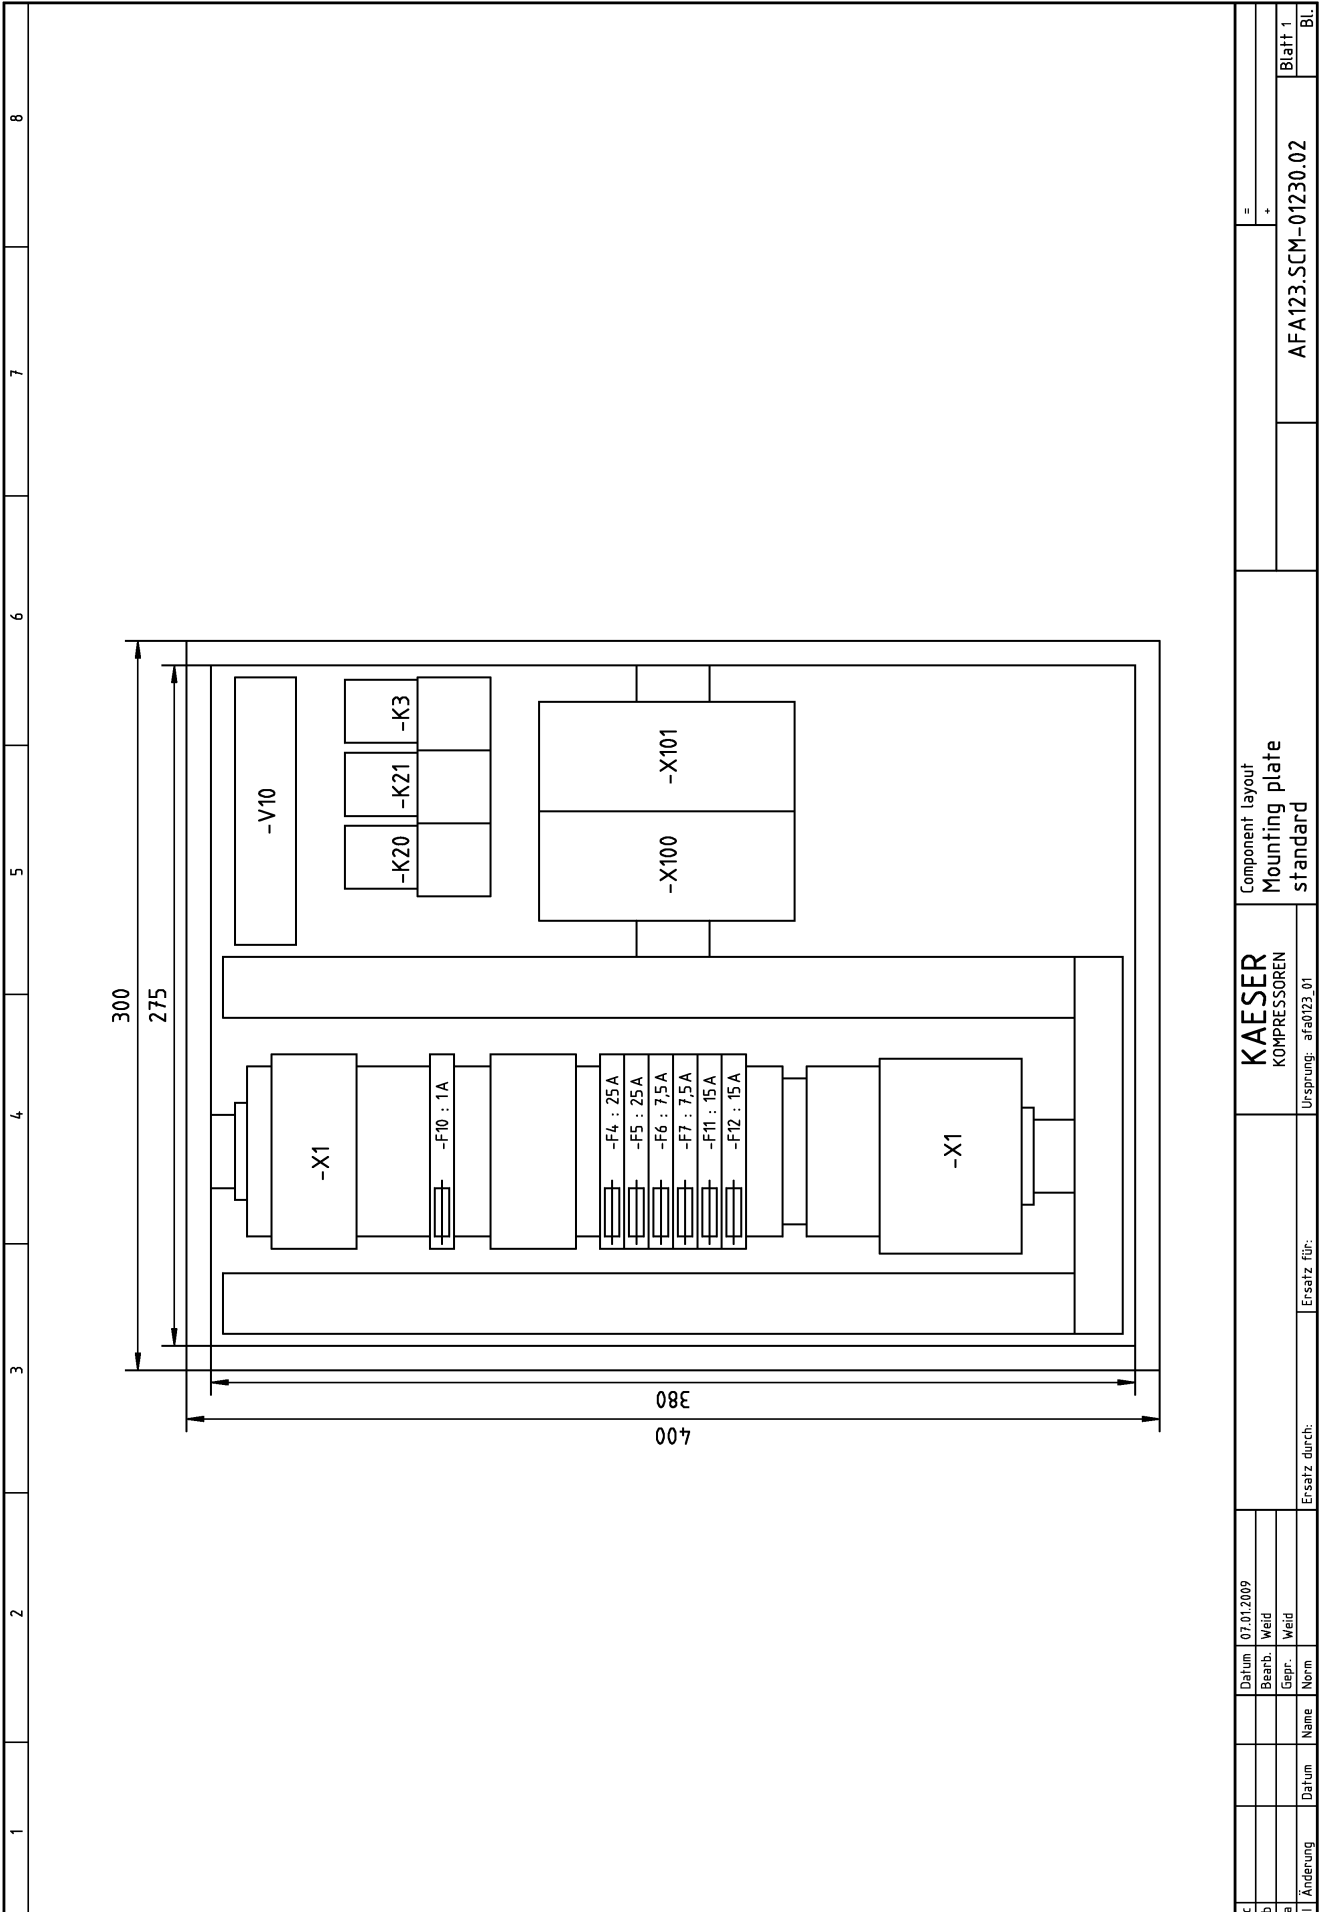 1
2
3
4
5
6
7
8
300
275
380
400
-V10
-K20
-K21
-K3
-X100
-X101
-X1
-F10 : 1A
-F4 : 25A
-F5 : 25A
-F6 : 7,5A
-F7 : 7,5A
-F11 : 15A
-F12 : 15A
-X1
c
b
a
Änderung
Datum
Name
Datum 07.01.2009
Bearb. Weid
Gepr. Weid
Norm
Ersatz durch:
Ersatz für:
KAESER
KOMPRESSOREN
Ursprung: afa0123_01
Component layout
Mounting plate
standard
=
+
AFA123.SCM-01230.02
Blatt 1
Bl.